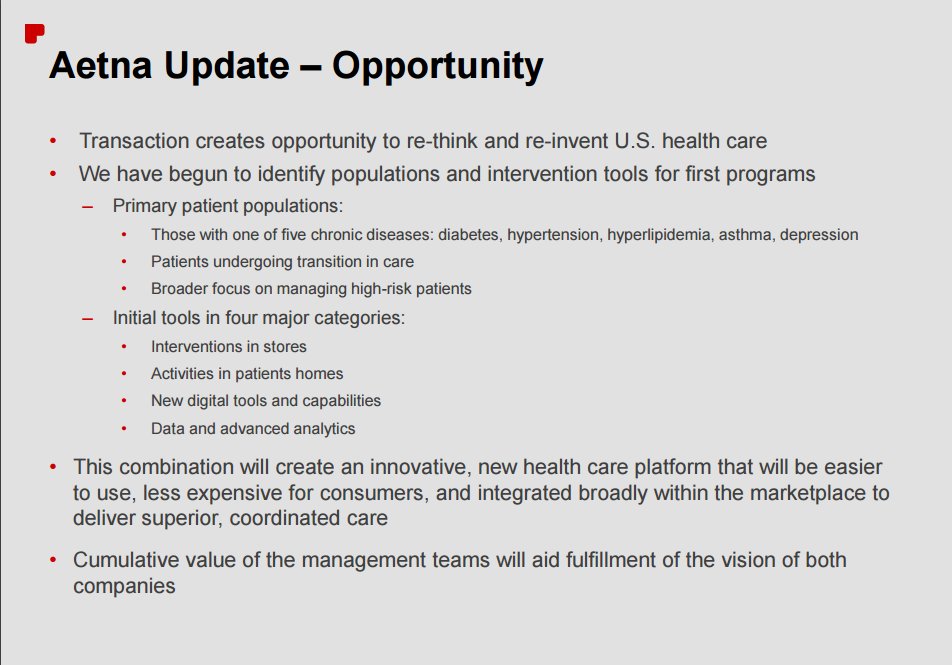 Aetna Update – Opportunity
• Transaction creates opportunity to re-think and re-invent U.S. health care
• We have begun to identify populations and intervention tools for first programs
– Primary patient populations:
• Those with one of five chronic diseases: diabetes, hypertension, hyperlipidemia, asthma, depression
• Patients undergoing transition in care
• Broader focus on managing high-risk patients
– Initial tools in four major categories:
• Interventions in stores
• Activities in patients homes
• New digital tools and capabilities
• Data and advanced analytics
• This combination will create an innovative, new health care platform that will be easier
to use, less expensive for consumers, and integrated broadly within the marketplace to
deliver superior, coordinated care
• Cumulative value of the management teams will aid fulfillment of the vision of both
companies